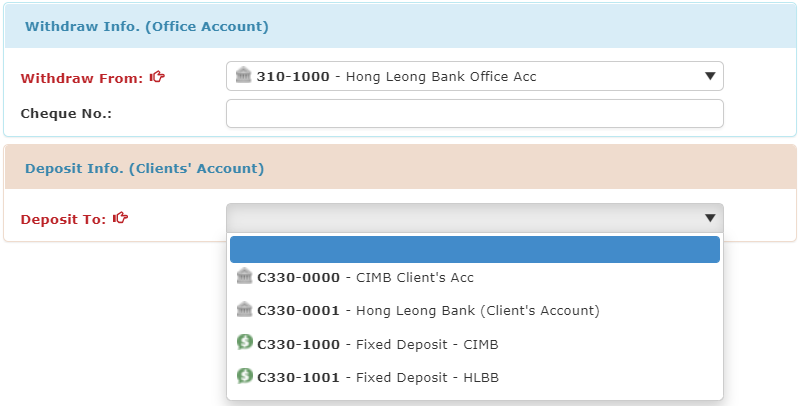 Withdraw Info. (Office Account)
Withdraw From: 310-1000 - Hong Leong Bank Office Acc
Cheque No.:
Deposit Info. (Clients' Account)
Deposit To:
C330-0000 - CIMB Client's Acc
C330-0001 - Hong Leong Bank (Client's Account)
C330-1000 - Fixed Deposit - CIMB
C330-1001 - Fixed Deposit - HLBB